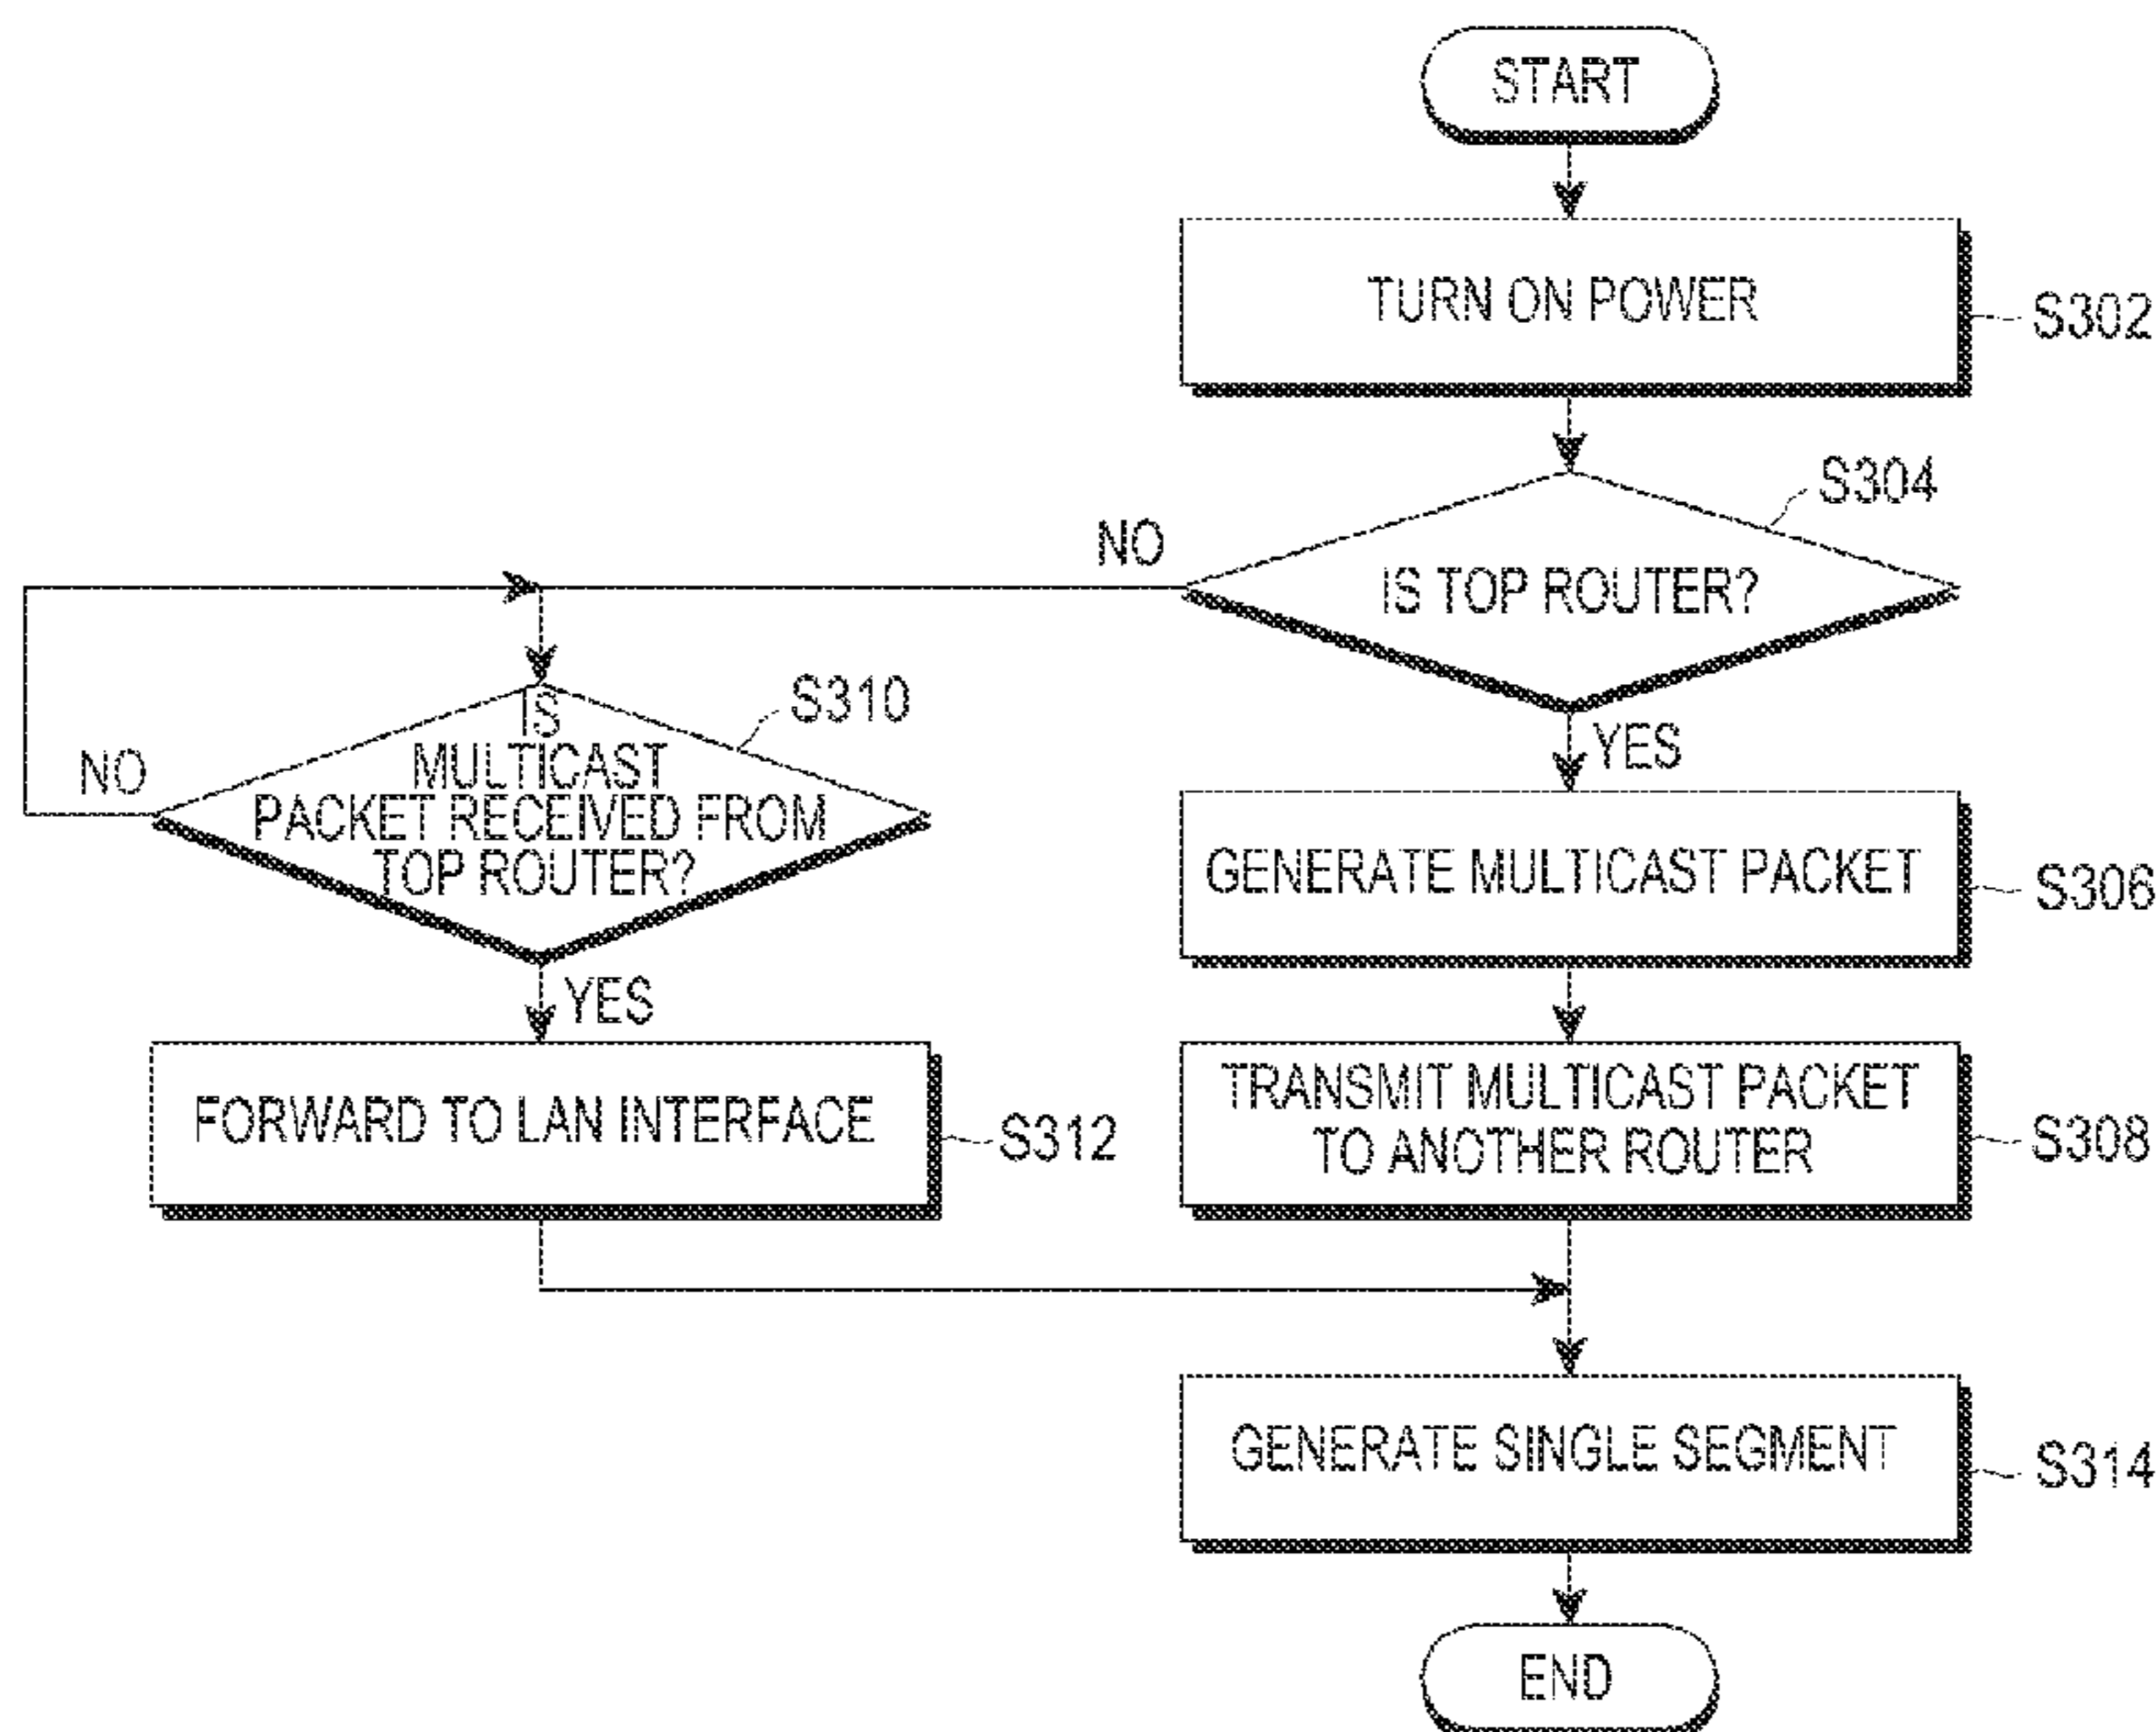 START
TURN ON POWER
S302
S304
NO
IS TOP ROUTER?
YES
S310
IS
MULTICAST
PACKET RECEIVED FROM
TOP ROUTER?
NO
YES
GENERATE MULTICAST PACKET
S306
FORWARD TO LAN INTERFACE
S312
TRANSMIT MULTICAST PACKET
TO ANOTHER ROUTER
S308
GENERATE SINGLE SEGMENT
S314
END